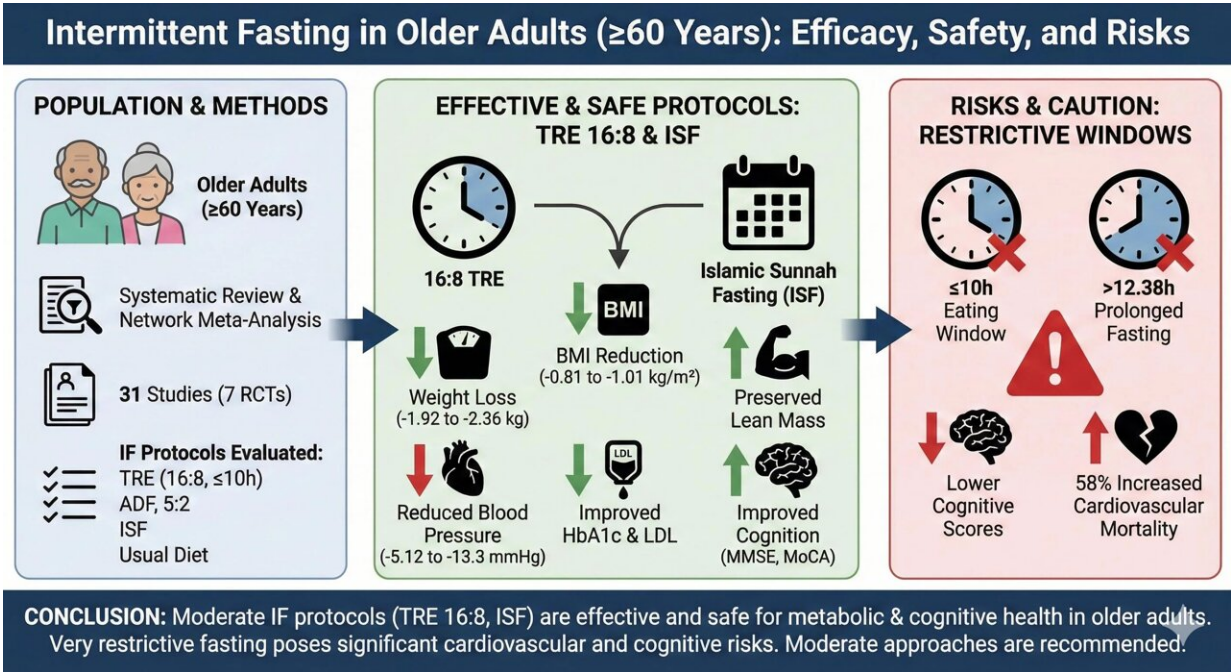 Intermittent Fasting in Older Adults (≥60 Years): Efficacy, Safety, and Risks
POPULATION & METHODS
Older Adults
(≥60 Years)
Systematic Review &
Network Meta-Analysis
31 Studies (7 RCTs)
IF Protocols Evaluated:
TRE (16:8, ≤10h)
ADF, 5:2
ISF
Usual Diet
EFFECTIVE & SAFE PROTOCOLS:
TRE 16:8 & ISF
16:8 TRE
Islamic Sunnah
Fasting (ISF)
BMI
BMI Reduction
(-0.81 to -1.01 kg/m²)
Weight Loss
(-1.92 to -2.36 kg)
Preserved
Lean Mass
Reduced Blood
Pressure
(-5.12 to -13.3 mmHg)
LDL
Improved
HbA1c & LDL
Improved
Cognition
(MMSE, MoCA)
RISKS & CAUTION:
RESTRICTIVE WINDOWS
≤10h
Eating
Window
>12.38h
Prolonged
Fasting
!
Lower
Cognitive
Scores
58% Increased
Cardiovascular
Mortality
CONCLUSION: Moderate IF protocols (TRE 16:8, ISF) are effective and safe for metabolic & cognitive health in older adults.
Very restrictive fasting poses significant cardiovascular and cognitive risks. Moderate approaches are recommended.